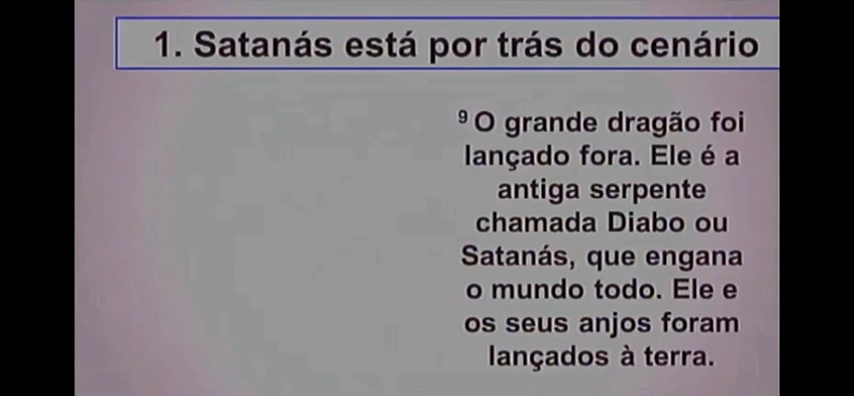 1. Satanás está por trás do cenário
⁹ O grande dragão foi
lançado fora. Ele é a
antiga serpente
chamada Diabo ou
Satanás, que engana
o mundo todo. Ele e
os seus anjos foram
lançados à terra.